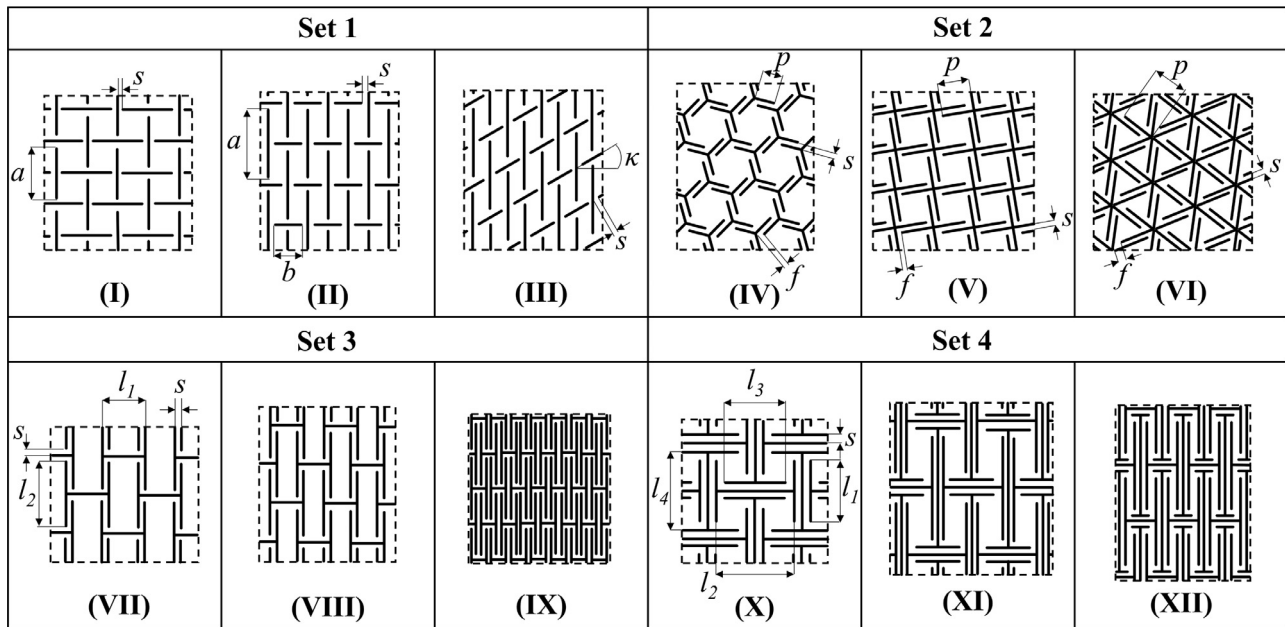 Set 1
Set 2
s
a
(I)
s
a
b
(II)
κ
s
(III)
p
s
f
(IV)
p
s
f
(V)
p
s
f
(VI)
Set 3
Set 4
l1
s
s
l2
(VII)
(VIII)
(IX)
l3
s
l4
l1
l2
(X)
(XI)
(XII)